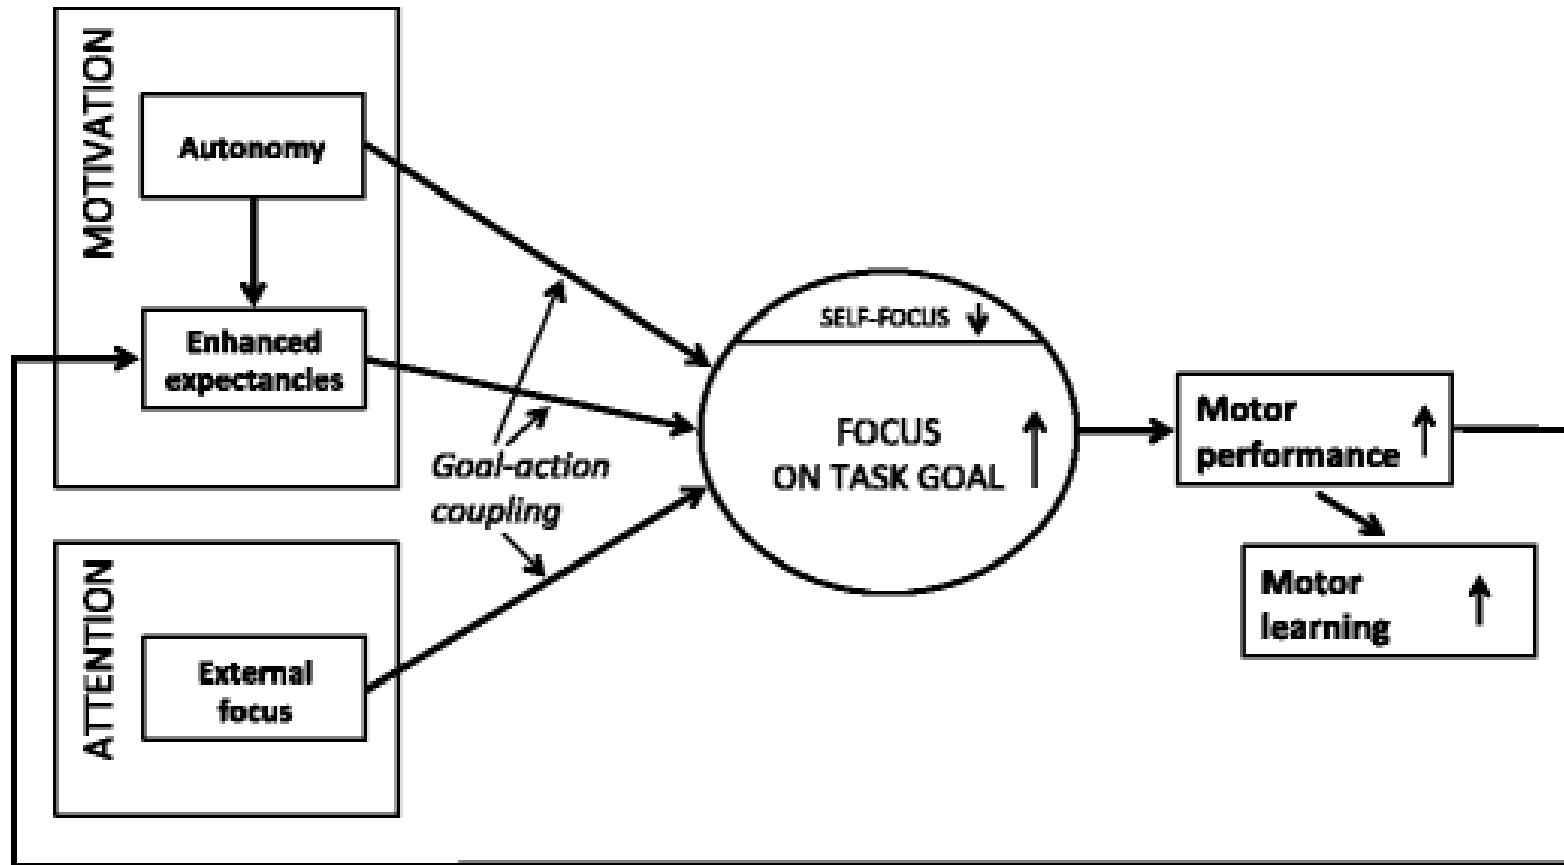 MOTIVATION
Autonomy
Enhanced
expectancies
Goal-action
coupling
ATTENTION
External
focus
SELF-FOCUS
FOCUS
ON TASK GOAL
Motor
performance
Motor
learning